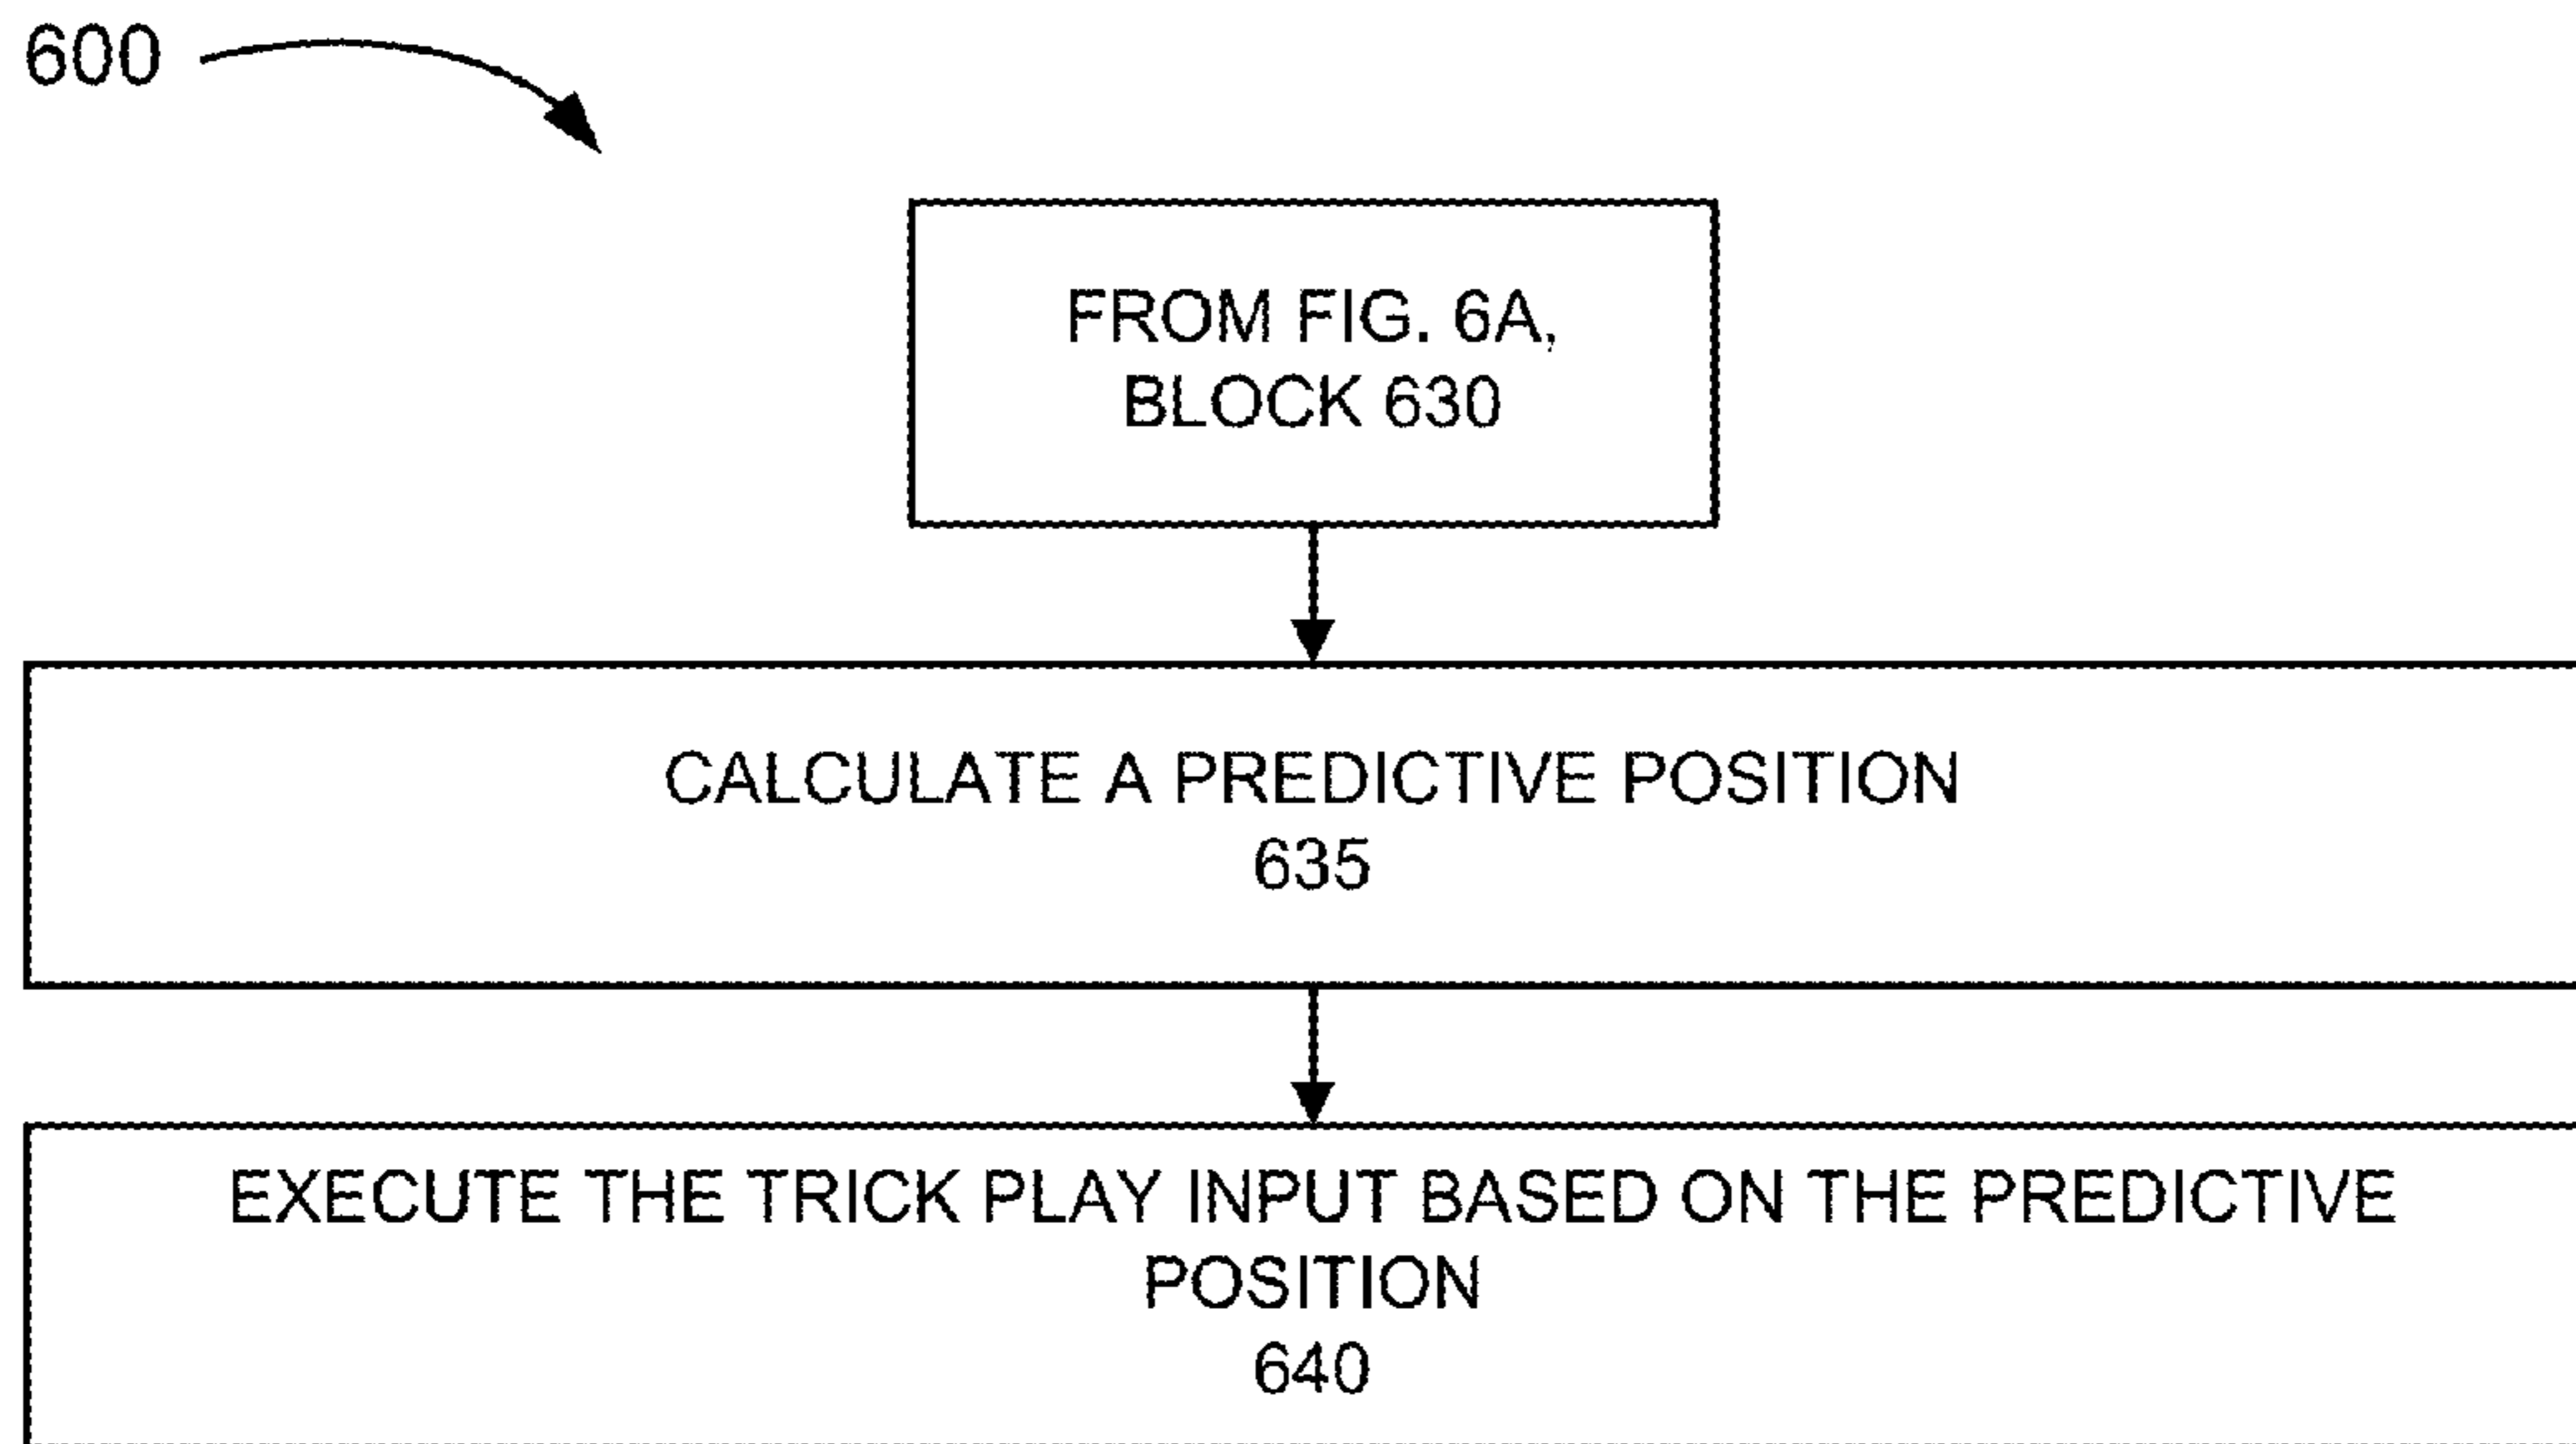 600
FROM FIG. 6A,
BLOCK 630
CALCULATE A PREDICTIVE POSITION
635
EXECUTE THE TRICK PLAY INPUT BASED ON THE PREDICTIVE
POSITION
640